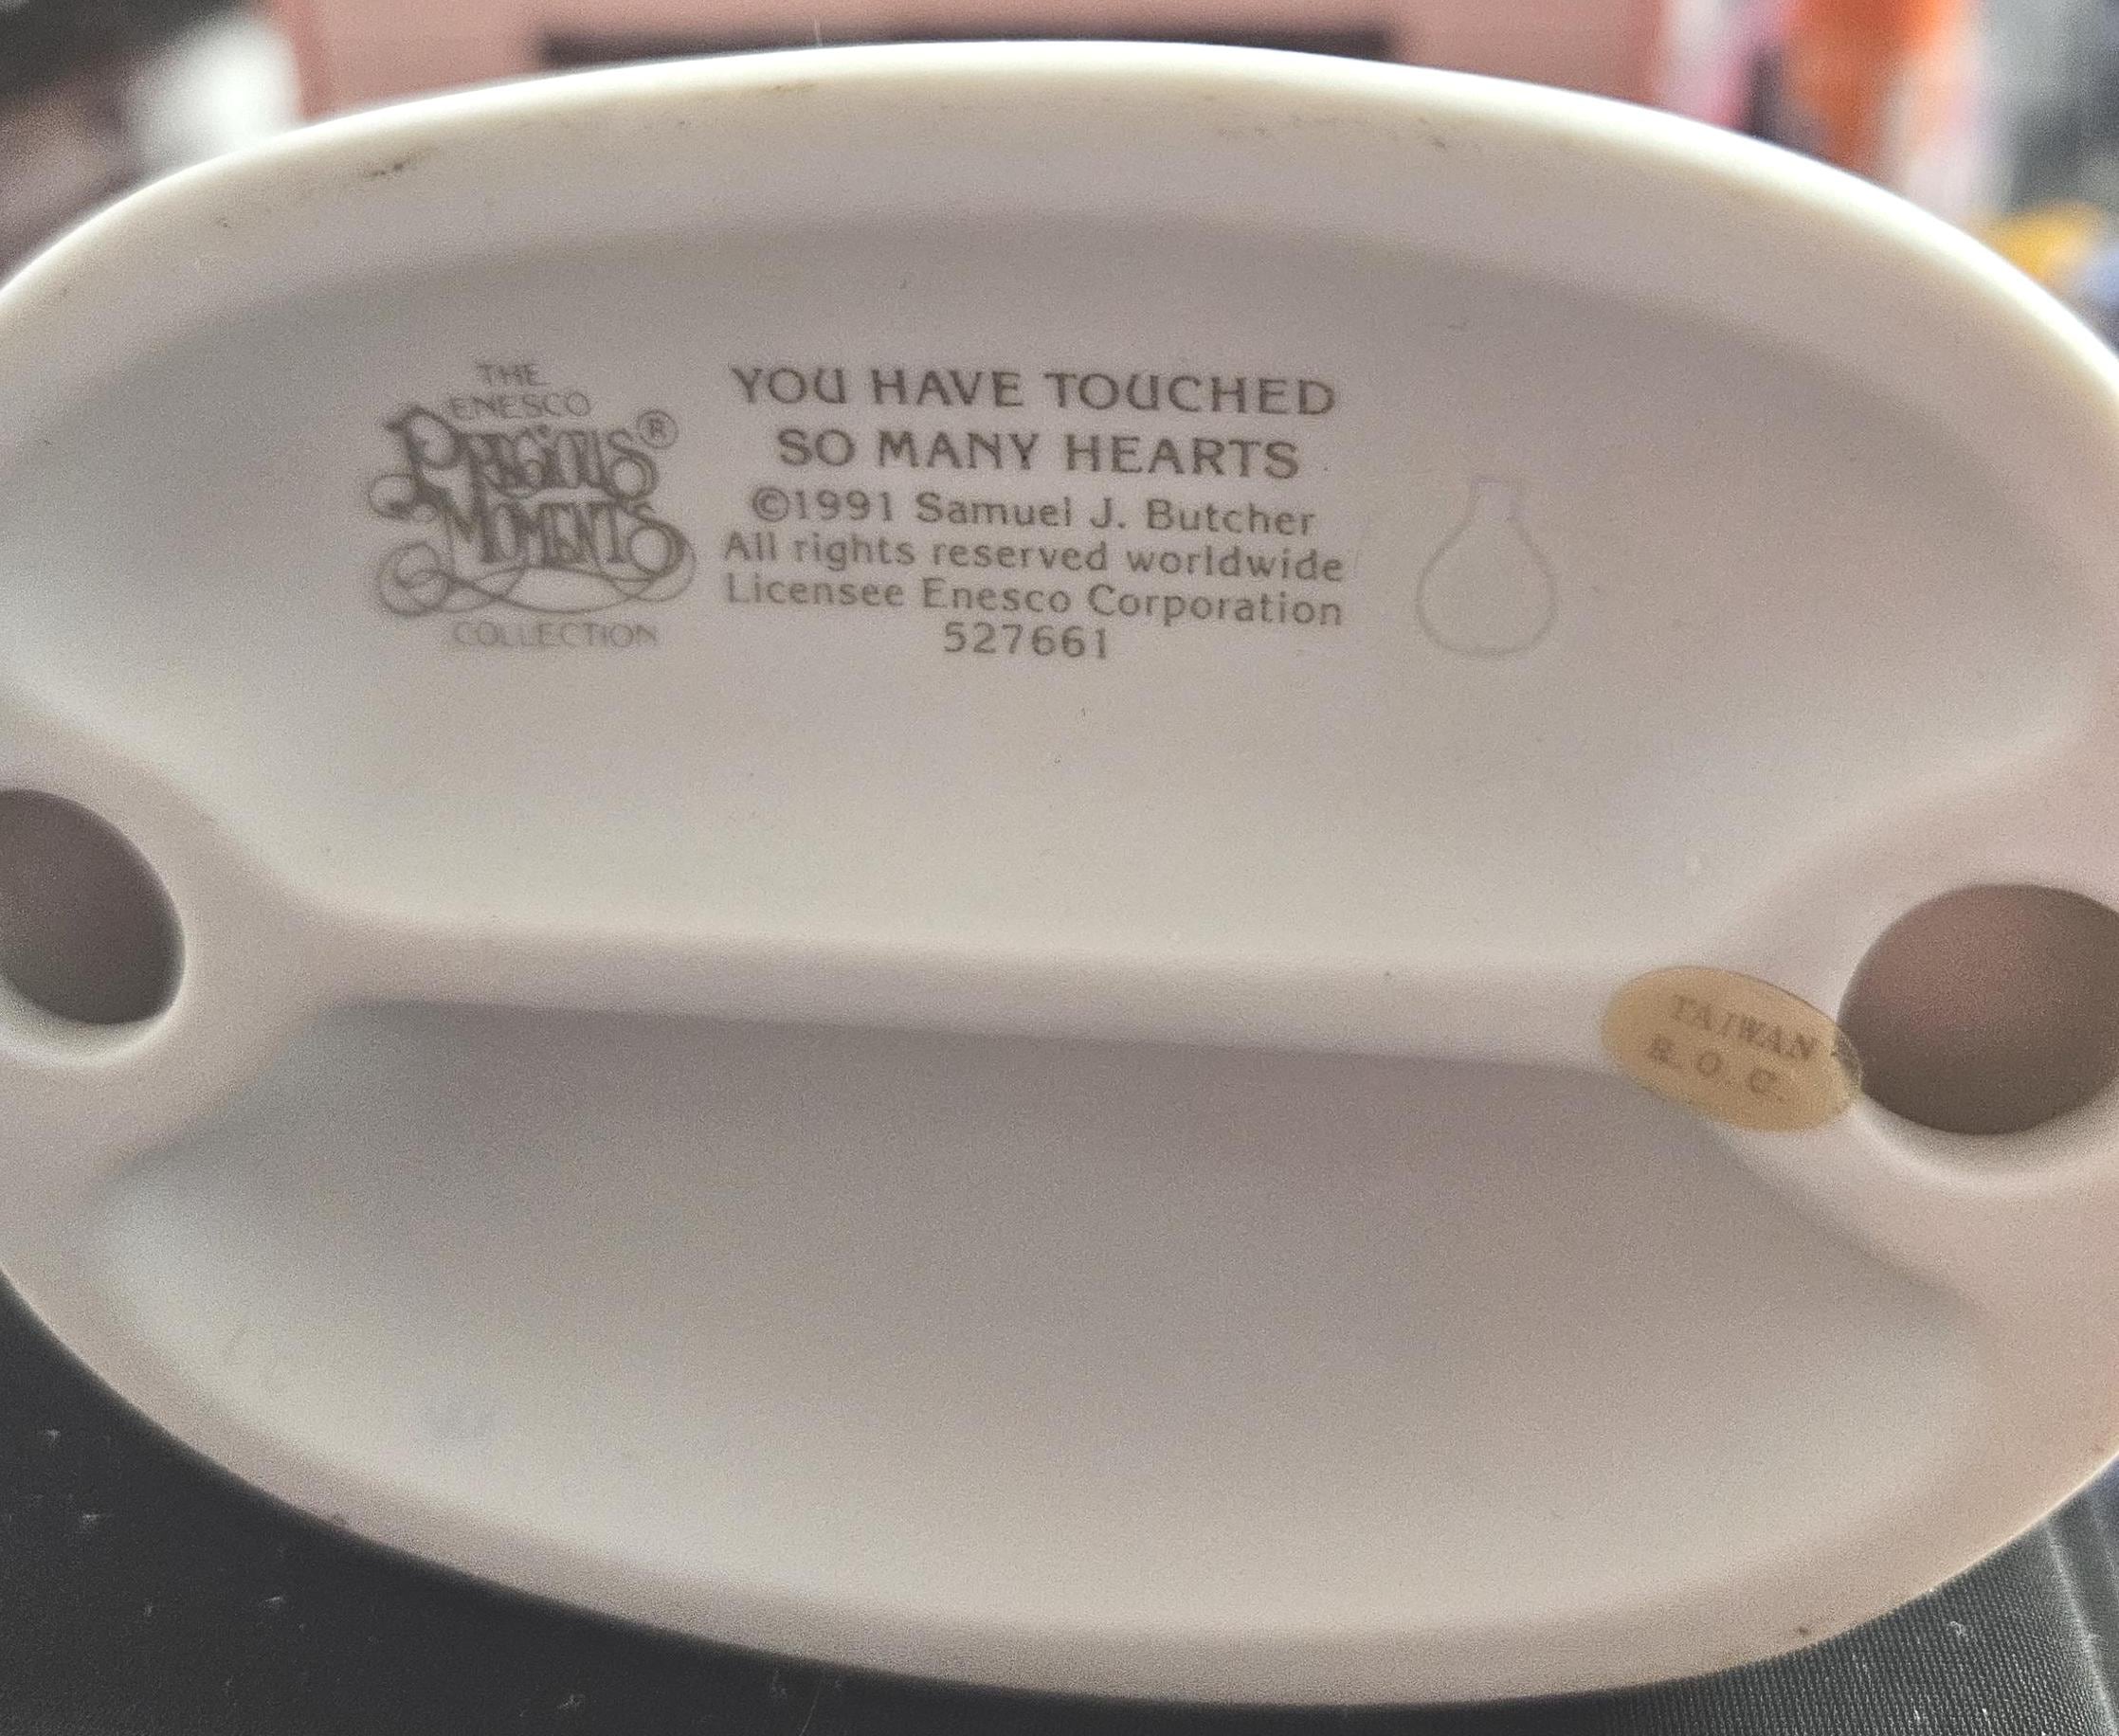 THE
ENESCO
PRECIOUS®
MOMENTS
COLLECTION
YOU HAVE TOUCHED
SO MANY HEARTS
©1991 Samuel J. Butcher
All rights reserved worldwide
Licensee Enesco Corporation
527661
TAIWAN
R.O.C.